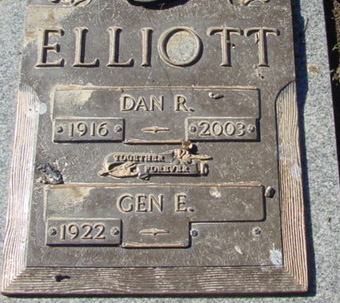 ELLIOTT
DAN R.
1916 2003
TOGETHER
FOREVER
GEN E.
1922